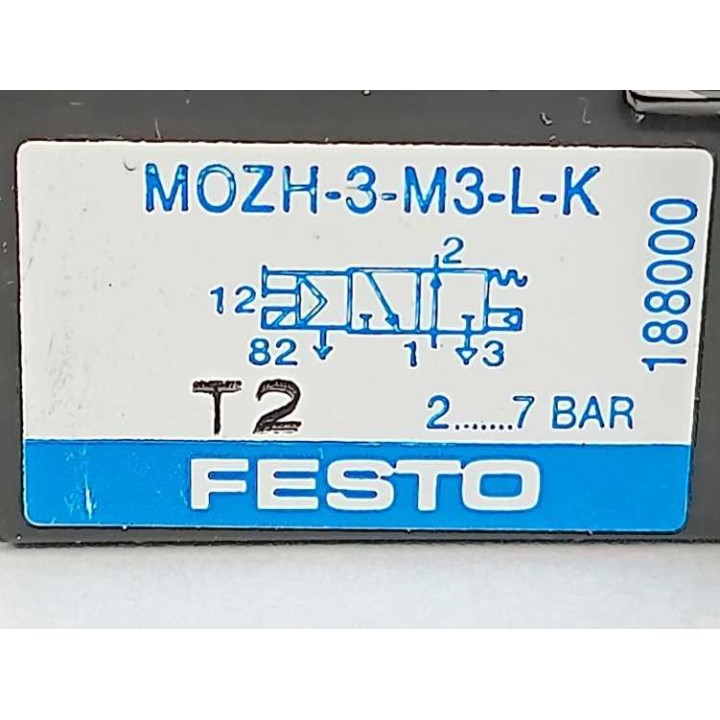 MOZH-3-M3-L-K
2
12
82 1 3
188000
T2 2.......7 BAR
FESTO